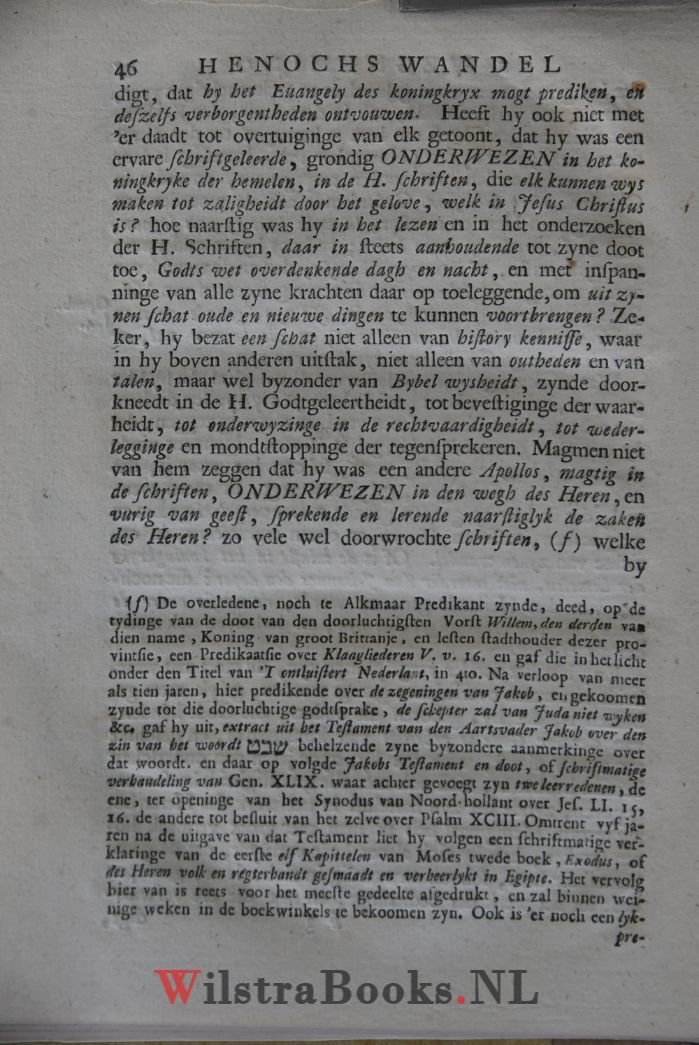 46 HENOCHS WANDEL
digt, dat hy het Euangely des koningkryx mogt prediken, en
deſzelfs verborgentheden ontvouwen. Heeft hy ook niet met
'er daadt tot overtuiginge van elk getoont, dat hy was een
ervare ſchriftgeleerde, grondig ONDERWEZEN in het ko-
ningkryke der hemelen, in de H. ſchriften, die elk kunnen wys
maken tot zaligheidt door het gelove, welk in Jeſus Chriſtus
is? hoe naarſtig was hy in het lezen en in het onderzoeken
der H. Schriften, daar in ſteets aanhoudende tot zyne doot
toe, Godts wet overdenkende dagh en nacht, en met inſpan-
ninge van alle zyne krachten daar op toeleggende, om uit zy-
nen ſchat oude en nieuwe dingen te kunnen voortbrengen? Ze-
ker, hy bezat een ſchat niet alleen van hiſtory kenniſſe, waar
in hy boven anderen uitſtak, niet alleen van outheden en van
talen, maar wel byzonder van Bybel wysheidt, zynde door-
kneedt in de H. Godtgeleertheidt, tot beveſtiginge der waar-
heidt, tot onderwyzinge in de rechtvaardigheidt, tot weder-
legginge en mondtſtoppinge der tegenſprekeren. Magmen niet
van hem zeggen dat hy was een andere Apollos, magtig in
de ſchriften, ONDERWEZEN in den wegh des Heren, en
vurig van geeſt, ſprekende en lerende naarſtiglyk de zaken
des Heren? zo vele wel doorwrochte ſchriften, (ſ) welke
by
(ſ) De overledene, noch te Alkmaar Predikant zynde, deed, op de
tydinge van de doot van den doorluchtigſten Vorſt Willem, den derden van
dien name, Koning van groot Brittanje, en leſten ſtadthouder dezer pro-
vintſie, een Predikaatſie over Klaagliederen V. v. 16. en gaf die in het licht
onder den Titel van 'T ontluiſtert Nederlant, in 4to. Na verloop van meer
als tien jaren, hier predikende over de zegeningen van Jakob, en gekoomen
zynde tot die doorluchtige godtſprake, de ſchepter zal van Juda niet wyken
&c. gaf hy uit, extract uit het Teſtament van den Aartsvader Jakob over den
zin van het woordt שבט behelzende zyne byzondere aanmerkinge over
dat woordt. en daar op volgde Jakobs Teſtament en doot, of ſchriftmatige
verhandeling van Gen. XLIX. waar achter gevoegt zyn twe leerredenen, de
ene, ter openinge van het Synodus van Noord-hollant over Jeſ. LI. 15,
16. de andere tot beſluit van het zelve over Pſalm XCIII. Omtrent vyf ja-
ren na de uitgave van dat Teſtament liet hy volgen een ſchriftmatige ver-
klaringe van de eerſte elf Kapittelen van Moſes twede boek, Exodus, of
des Heren volk en regterhandt geſmaadt en verheerlykt in Egipte. Het vervolg
hier van is reets voor het meeſte gedeelte afgedrukt, en zal binnen wei-
nige weken in de boekwinkels te bekoomen zyn. Ook is 'er noch een lyk-
pre-
WilstraBooks.NL